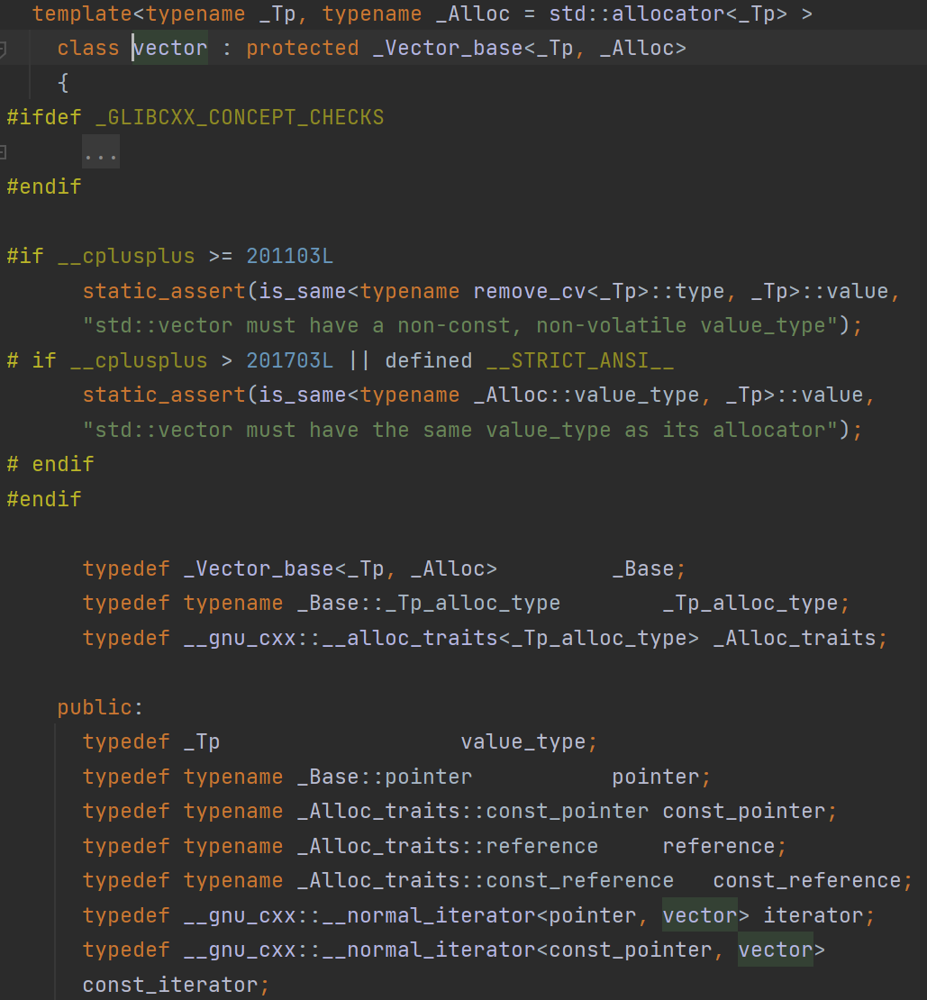 template<typename _Tp, typename _Alloc = std::allocator<_Tp> >
class vector : protected _Vector_base<_Tp, _Alloc>
{
#ifdef _GLIBCXX_CONCEPT_CHECKS
...
#endif
#if __cplusplus >= 201103L
static_assert(is_same<typename remove_cv<_Tp>::type, _Tp>::value,
"std::vector must have a non-const, non-volatile value_type");
# if __cplusplus > 201703L || defined __STRICT_ANSI__
static_assert(is_same<typename _Alloc::value_type, _Tp>::value,
"std::vector must have the same value_type as its allocator");
# endif
#endif
typedef _Vector_base<_Tp, _Alloc> _Base;
typedef typename _Base::_Tp_alloc_type _Tp_alloc_type;
typedef __gnu_cxx::__alloc_traits<_Tp_alloc_type> _Alloc_traits;
public:
typedef _Tp value_type;
typedef typename _Base::pointer pointer;
typedef typename _Alloc_traits::const_pointer const_pointer;
typedef typename _Alloc_traits::reference reference;
typedef typename _Alloc_traits::const_reference const_reference;
typedef __gnu_cxx::__normal_iterator<pointer, vector> iterator;
typedef __gnu_cxx::__normal_iterator<const_pointer, vector>
const_iterator;